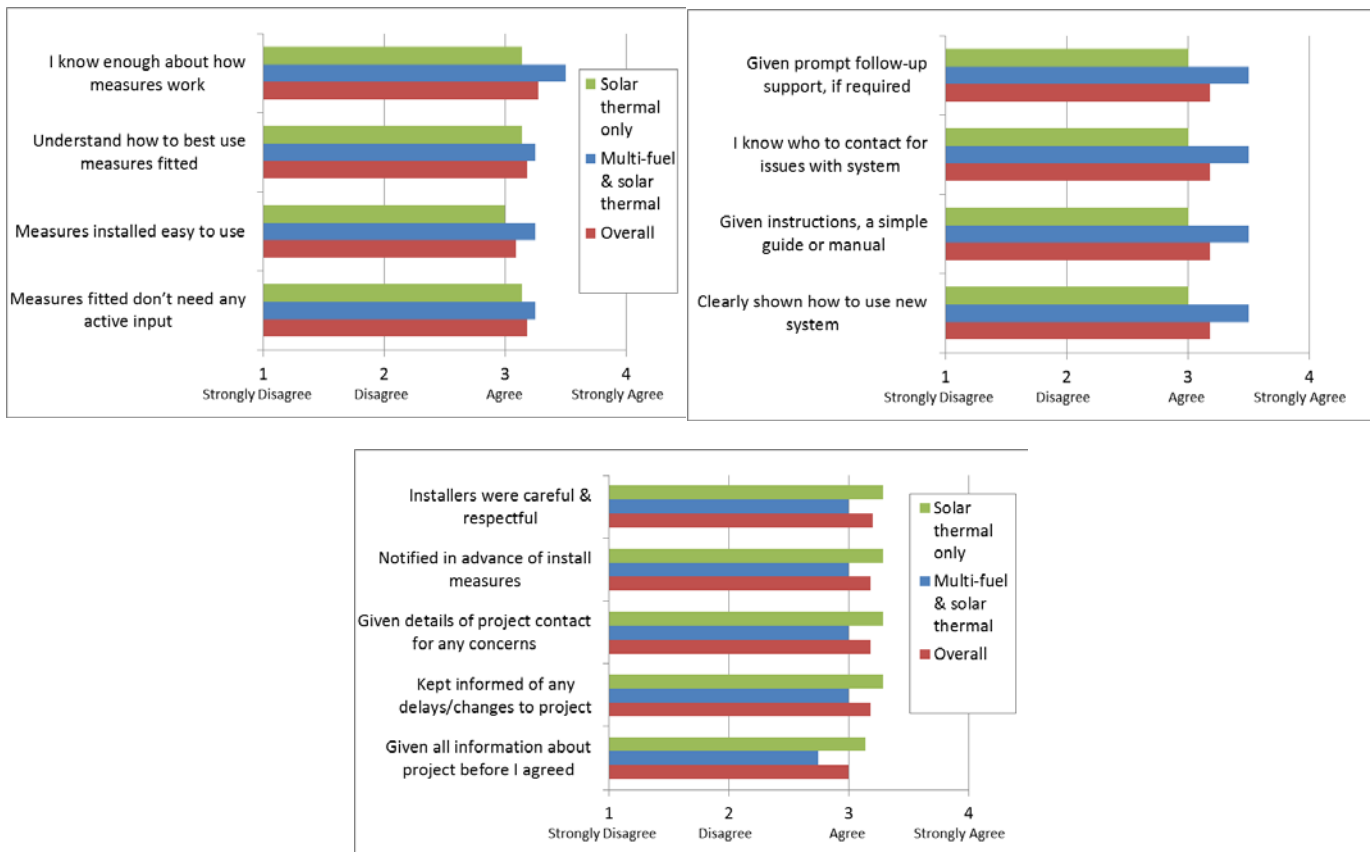 I know enough about how
measures work
Understand how to best use
measures fitted
Measures installed easy to use
Measures fitted don't need any
active input
1
2
3
4
Strongly Disagree
Disagree
Agree
Strongly Agree
Solar
thermal
only
Multi-fuel
& solar
thermal
Overall
Given prompt follow-up
support, if required
I know who to contact for
issues with system
Given instructions, a simple
guide or manual
Clearly shown how to use new
system
1
2
3
4
Strongly Disagree
Disagree
Agree
Strongly Agree
Installers were careful &
respectful
Notified in advance of install
measures
Given details of project contact
for any concerns
Kept informed of any
delays/changes to project
Given all information about
project before I agreed
1
2
3
4
Strongly Disagree
Disagree
Agree
Strongly Agree
Solar
thermal
only
Multi-fuel
& solar
thermal
Overall